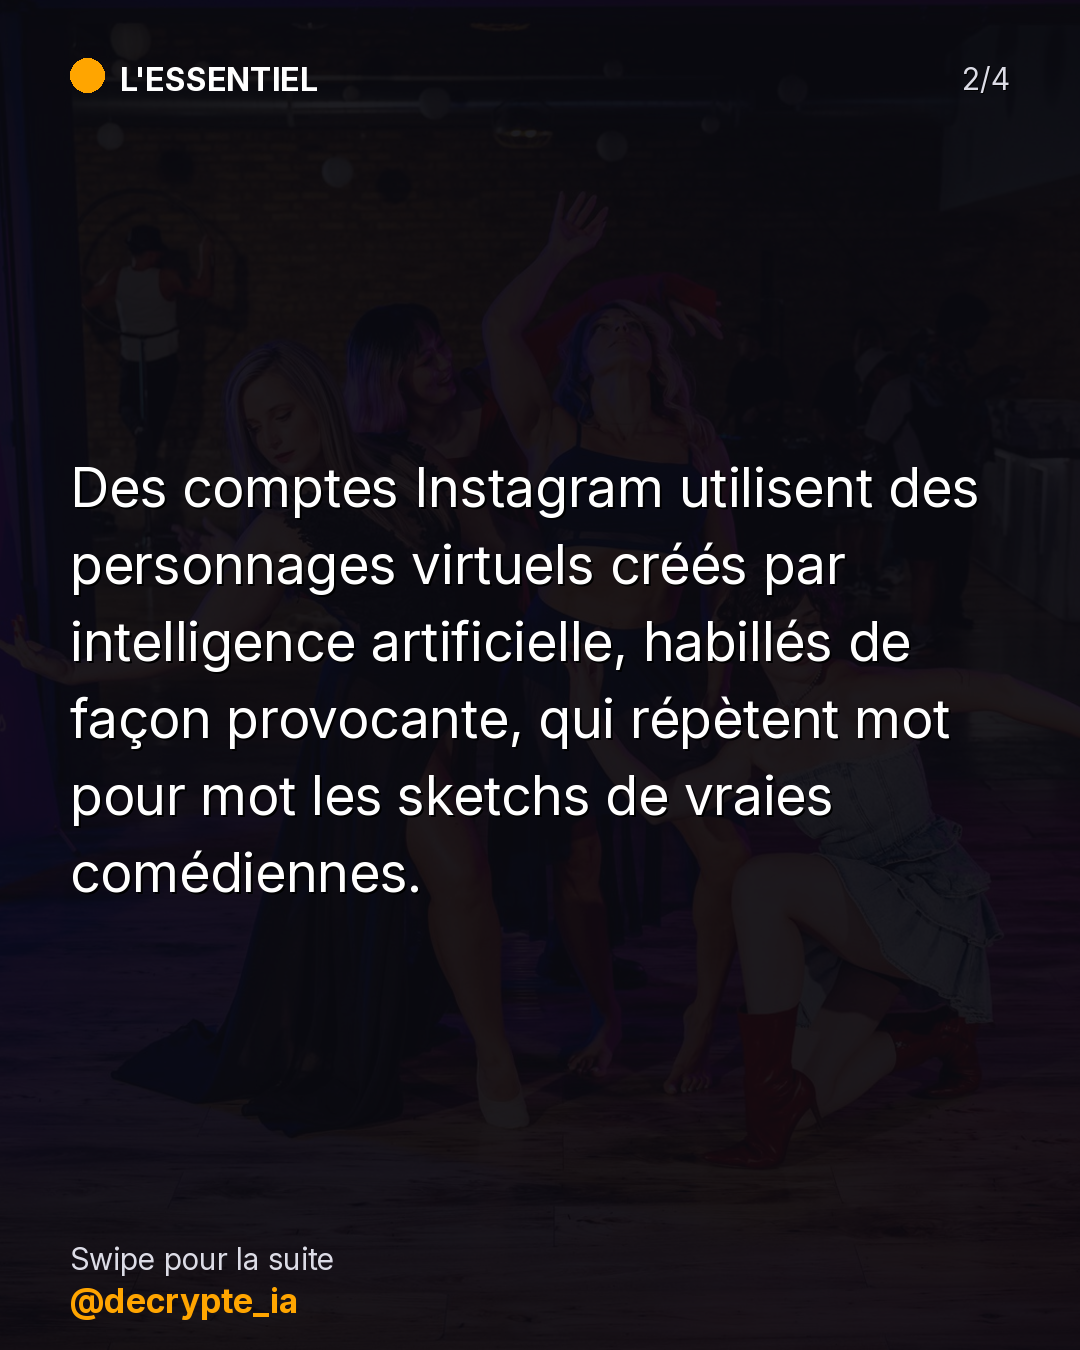 L'ESSENTIEL
2/4
Des comptes Instagram utilisent des
personnages virtuels créés par
intelligence artificielle, habillés de
façon provocante, qui répètent mot
pour mot les sketchs de vraies
comédiennes.
Swipe pour la suite
@decrypte_ia